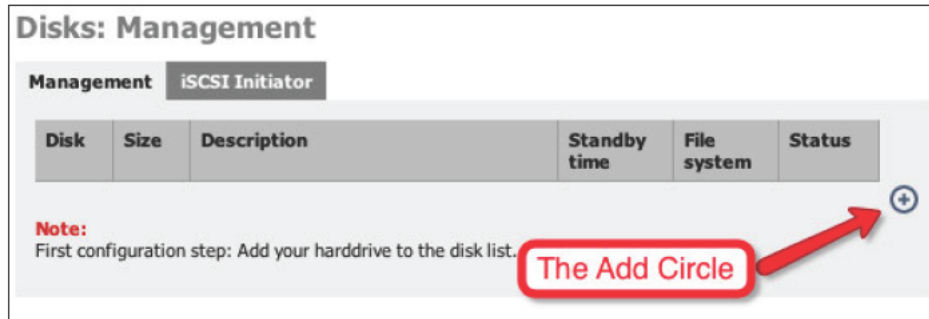 Disks: Management
Management iSCSI Initiator
Disk Size Description Standby time File system Status
Note:
First configuration step: Add your harddrive to the disk list.
The Add Circle